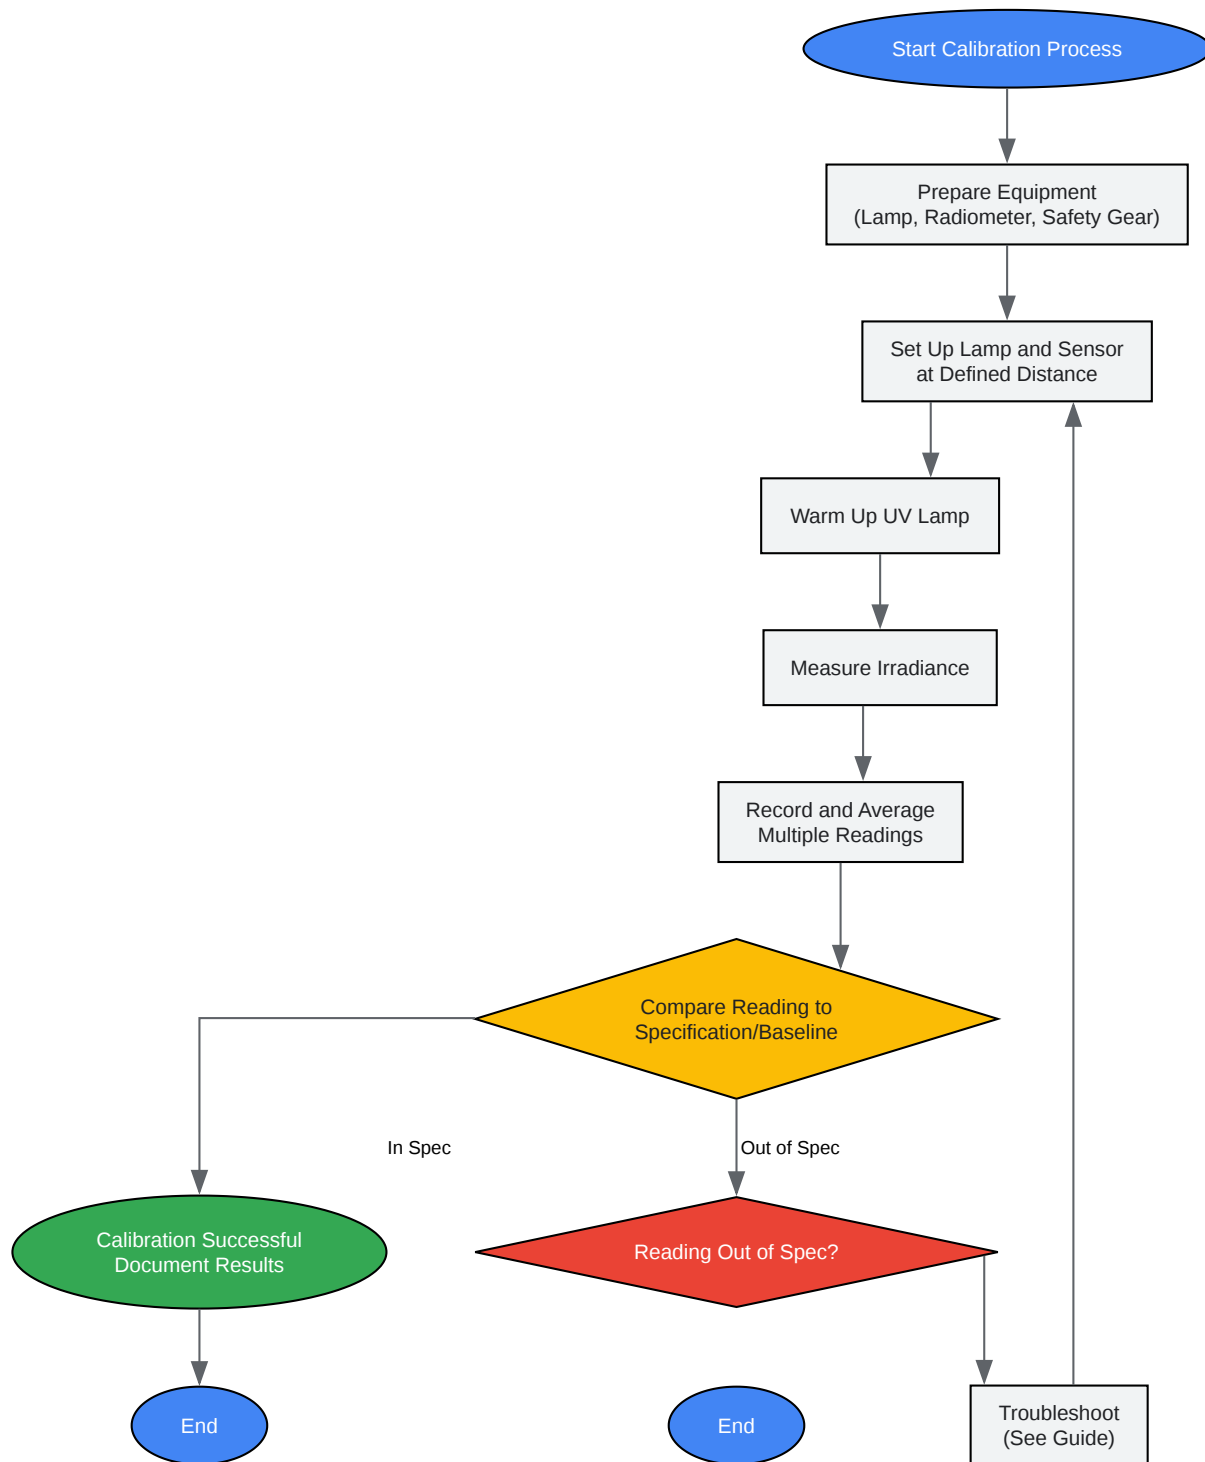 Start Calibration Process
Prepare Equipment
(Lamp, Radiometer, Safety Gear)
Set Up Lamp and Sensor
at Defined Distance
Warm Up UV Lamp
Measure Irradiance
Record and Average
Multiple Readings
Compare Reading to
Specification/Baseline
In Spec
Out of Spec
Calibration Successful
Document Results
Reading Out of Spec?
End
End
Troubleshoot
(See Guide)